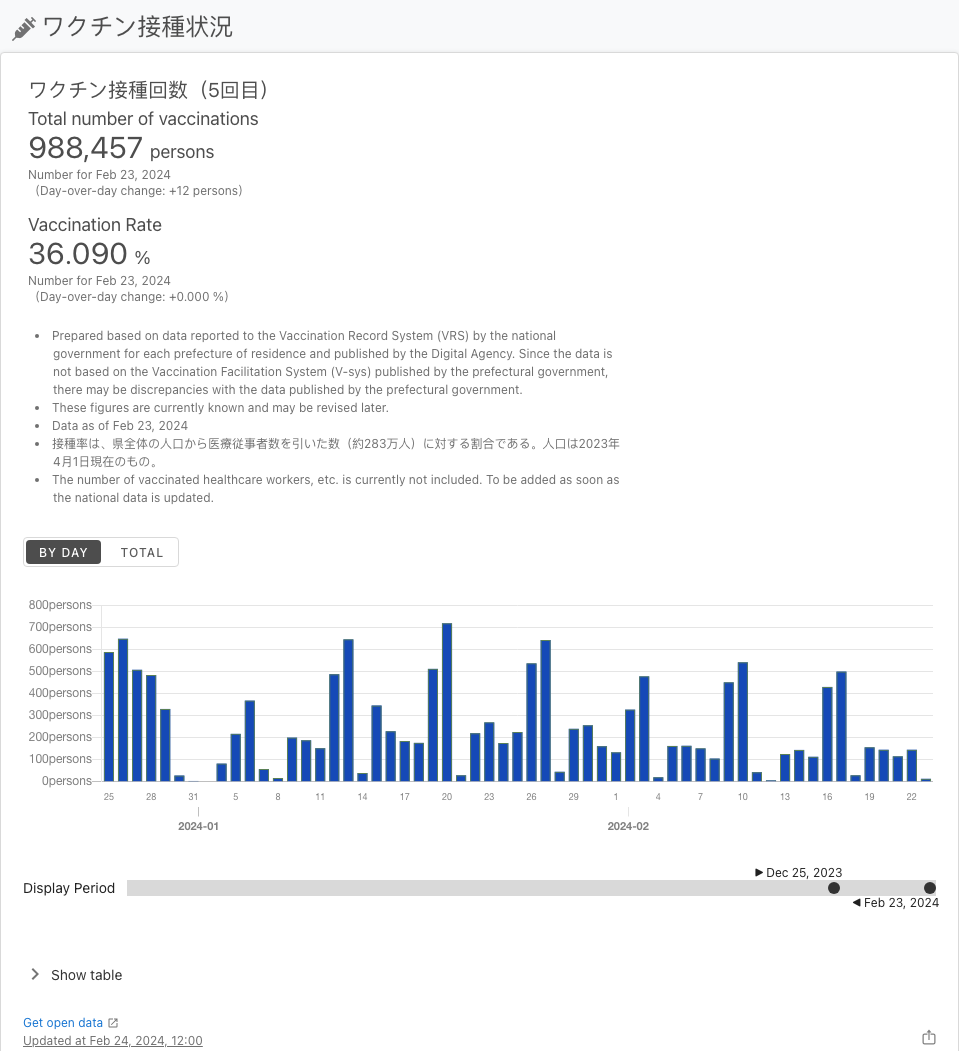 ワクチン接種状況
ワクチン接種回数（5回目）
Total number of vaccinations
988,457 persons
Number for Feb 23, 2024
（Day-over-day change: +12 persons）
Vaccination Rate
36.090 %
Number for Feb 23, 2024
（Day-over-day change: +0.000 %）
• Prepared based on data reported to the Vaccination Record System (VRS) by the national
government for each prefecture of residence and published by the Digital Agency. Since the data is
not based on the Vaccination Facilitation System (V-sys) published by the prefectural government,
there may be discrepancies with the data published by the prefectural government.
• These figures are currently known and may be revised later.
• Data as of Feb 23, 2024
• 接種率は、県全体の人口から医療従事者数を引いた数（約283万人）に対する割合である。人口は2023年
4月1日現在のもの。
• The number of vaccinated healthcare workers, etc. is currently not included. To be added as soon as
the national data is updated.
BY DAY TOTAL
800persons
700persons
600persons
500persons
400persons
300persons
200persons
100persons
0persons
25 28 31 5 8 11 14 17 20 23 26 29 1 4 7 10 13 16 19 22
2024-01 2024-02
Dec 25, 2023
Display Period
Feb 23, 2024
Show table
Get open data
Updated at Feb 24, 2024, 12:00